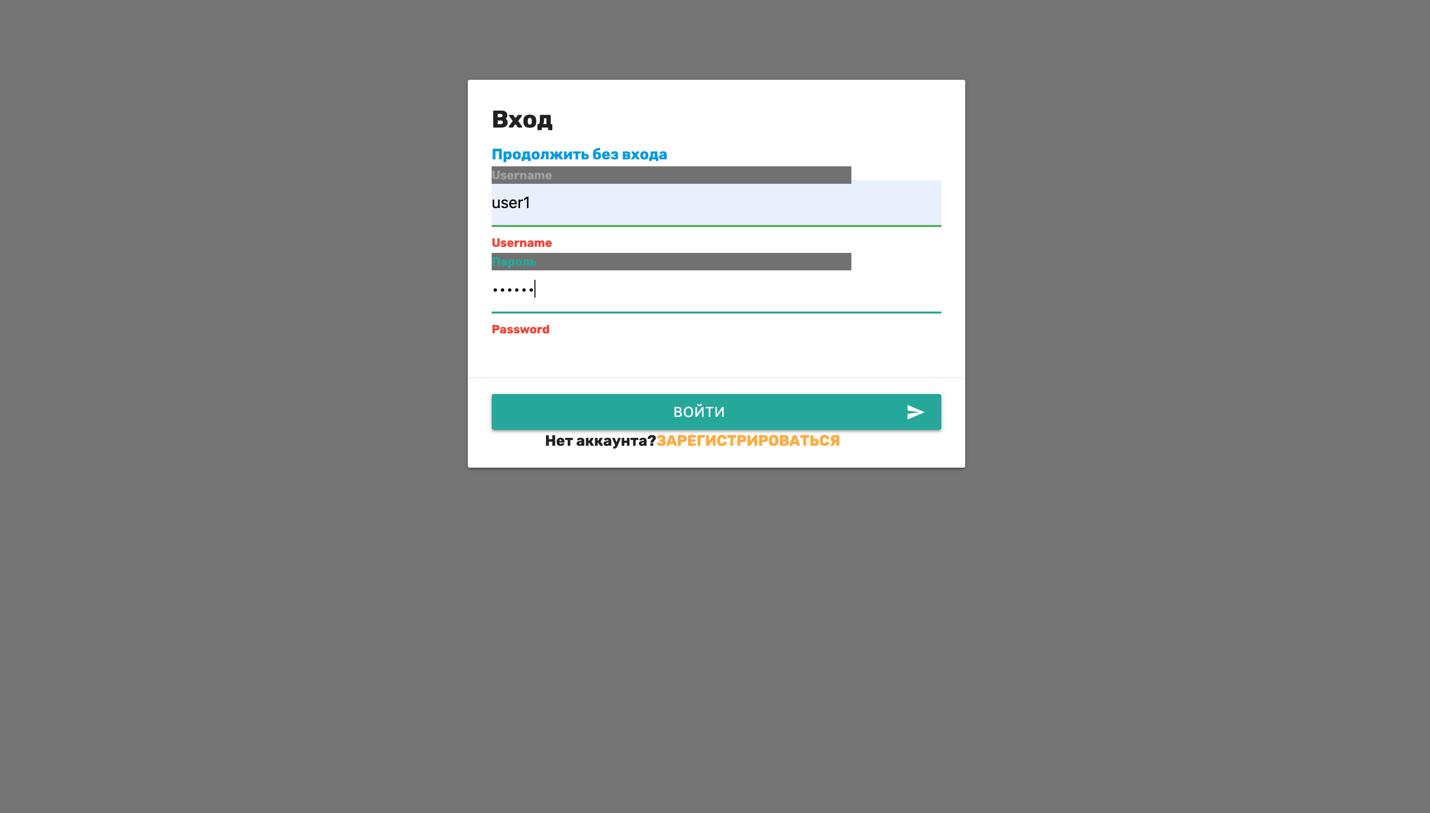 Вход
Продолжить без входа
Username
user1
Username
Пароль
••••••
Password
ВОЙТИ
Нет аккаунта?ЗАРЕГИСТРИРОВАТЬСЯ